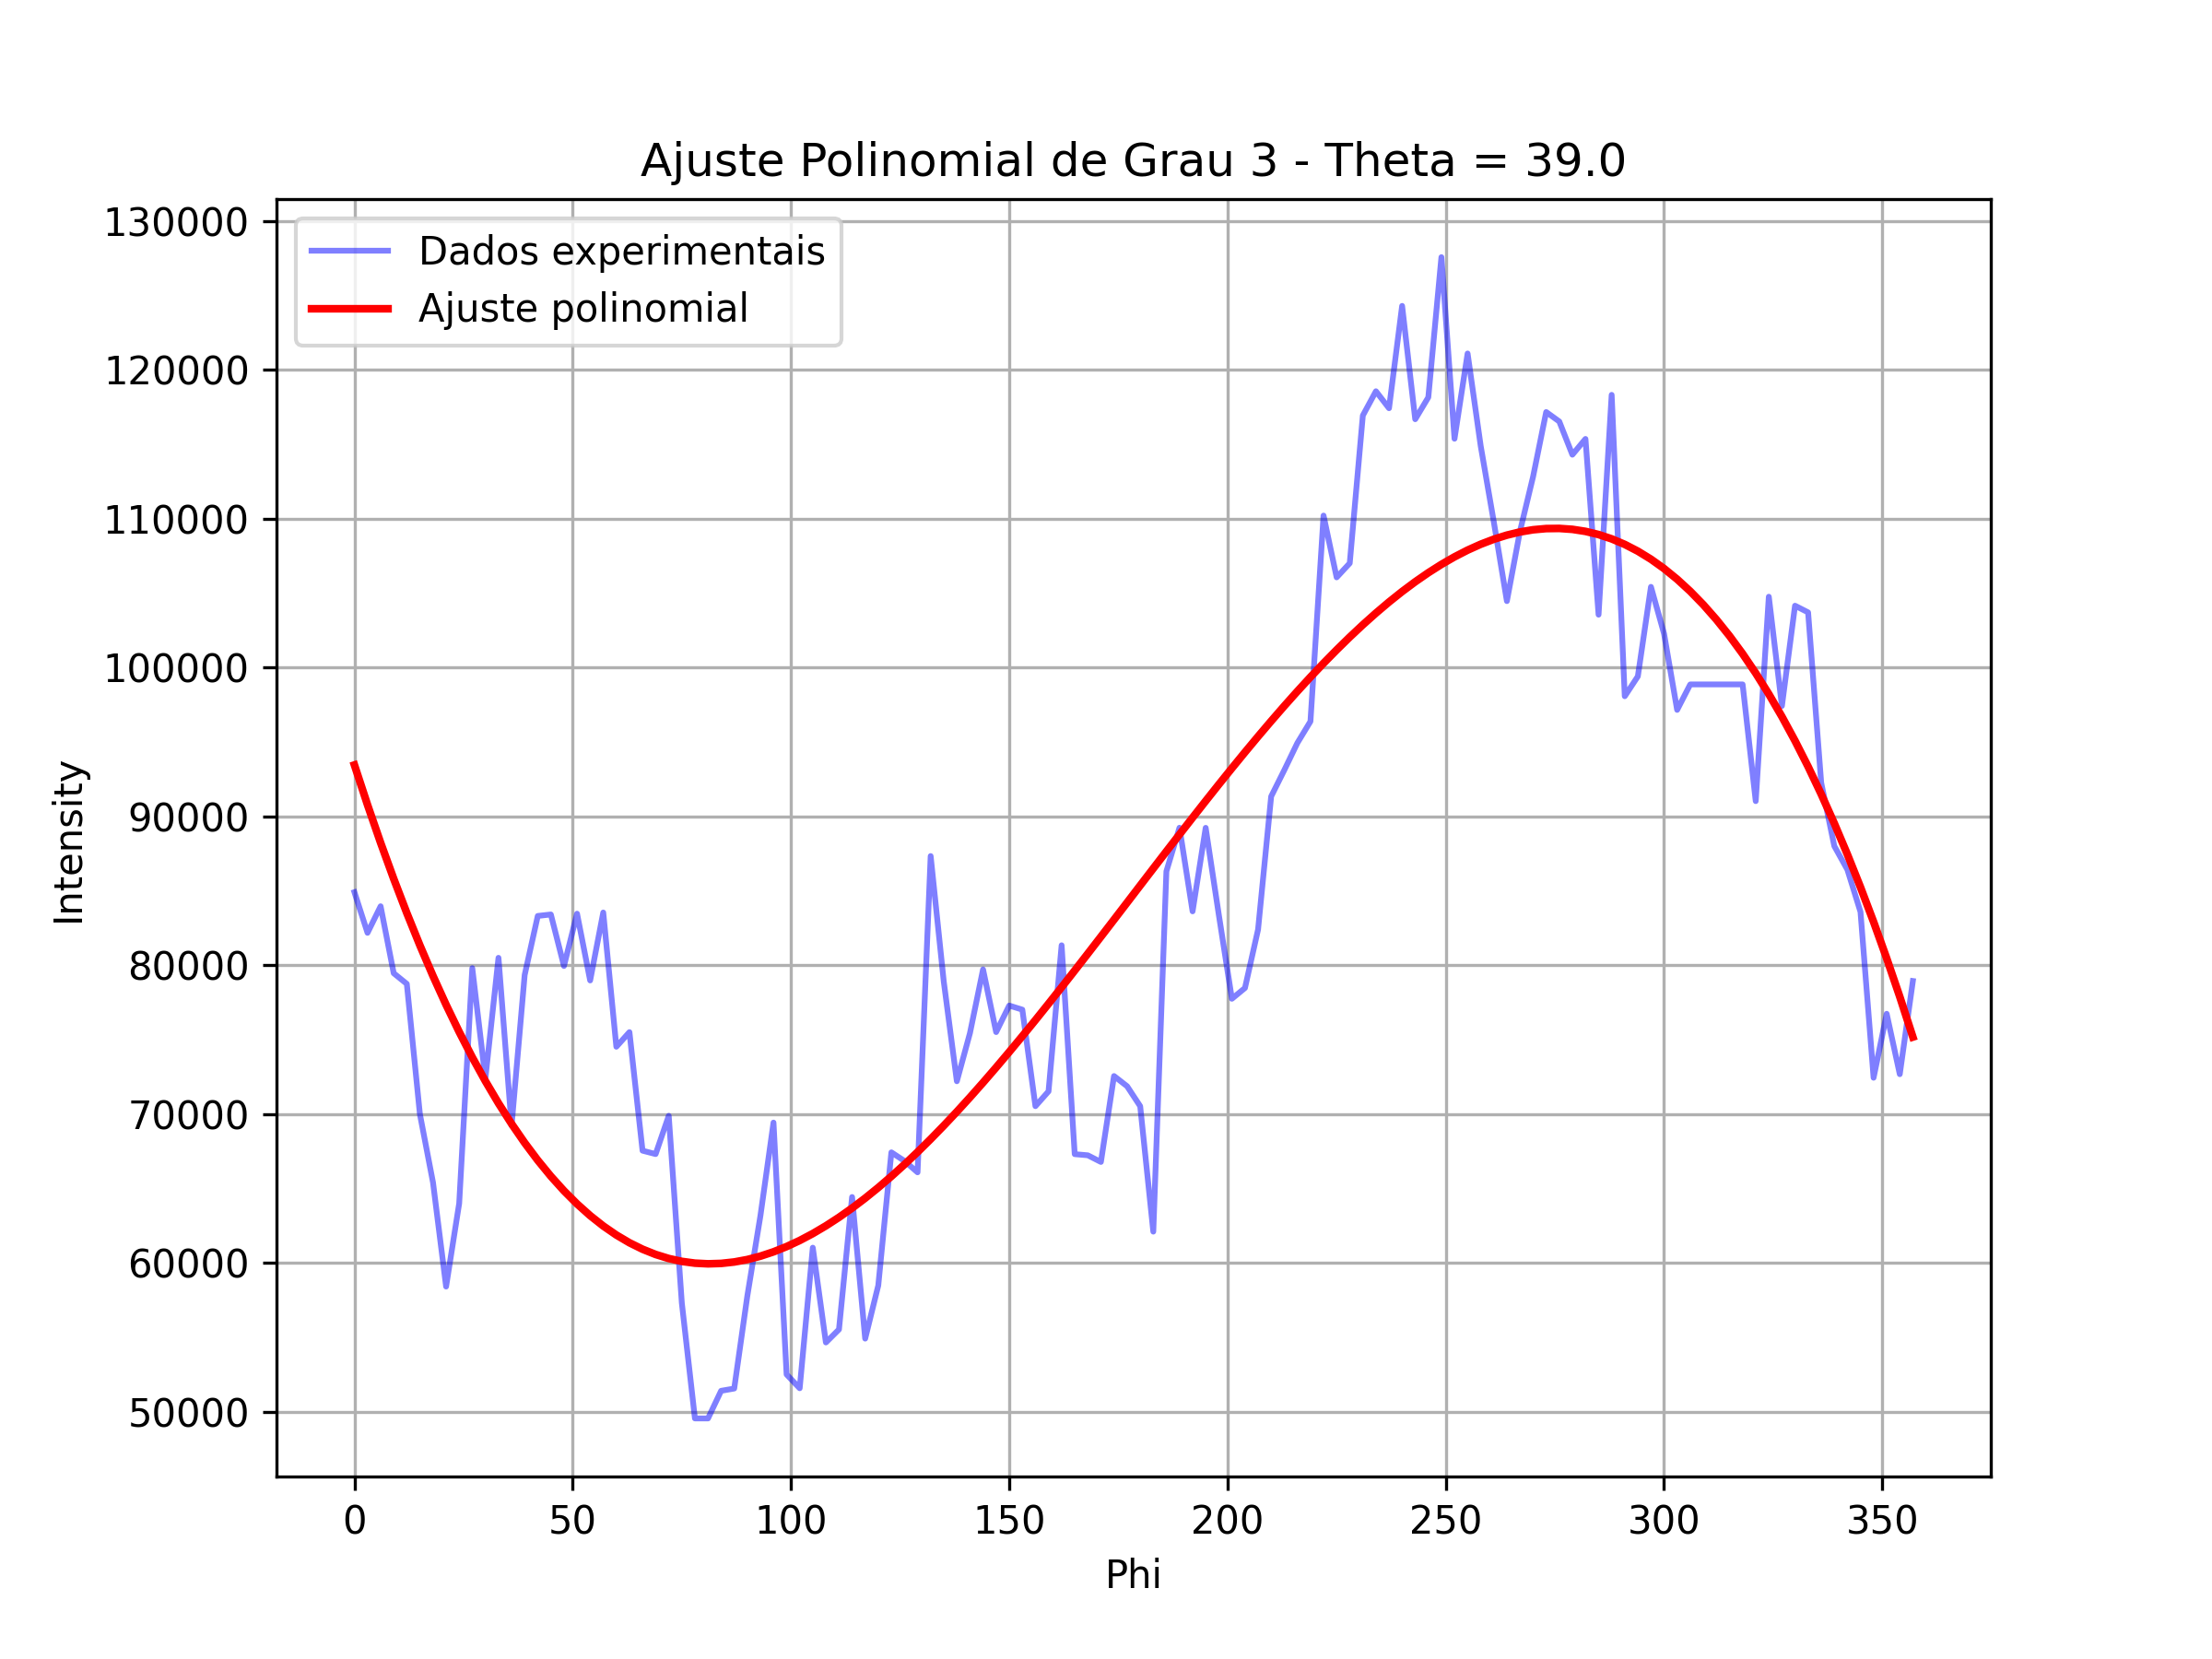 Ajuste Polinomial de Grau 3 - Theta = 39.0
Dados experimentais
Ajuste polinomial
130000
120000
110000
100000
90000
80000
70000
60000
50000
Intensity
0 50 100 150 200 250 300 350
Phi